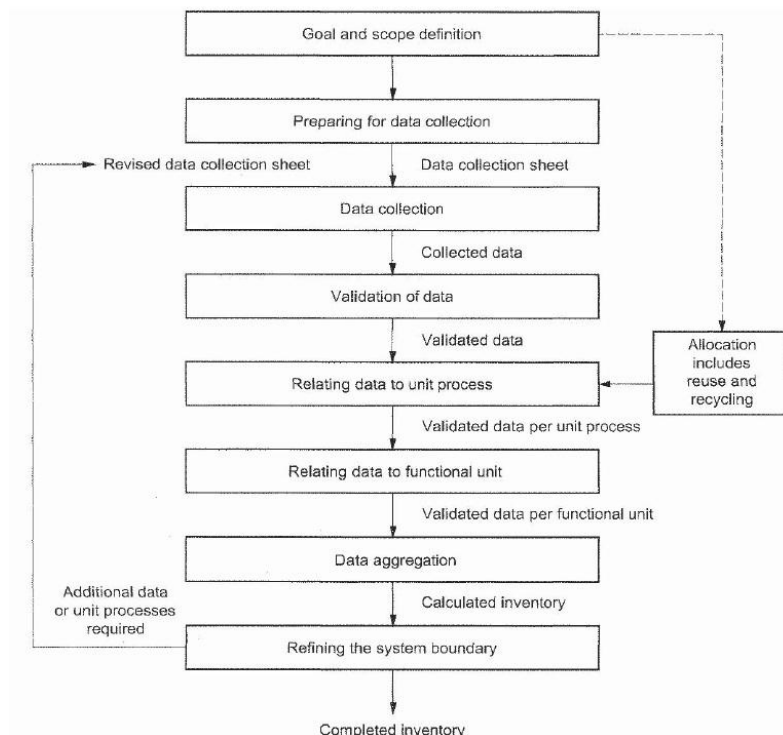 Goal and scope definition
Preparing for data collection
Revised data collection sheet
Data collection sheet
Data collection
Collected data
Validation of data
Validated data
Allocation
includes
reuse and
recycling
Relating data to unit process
Validated data per unit process
Relating data to functional unit
Validated data per functional unit
Data aggregation
Additional data
or unit processes
required
Calculated inventory
Refining the system boundary
Completed inventory